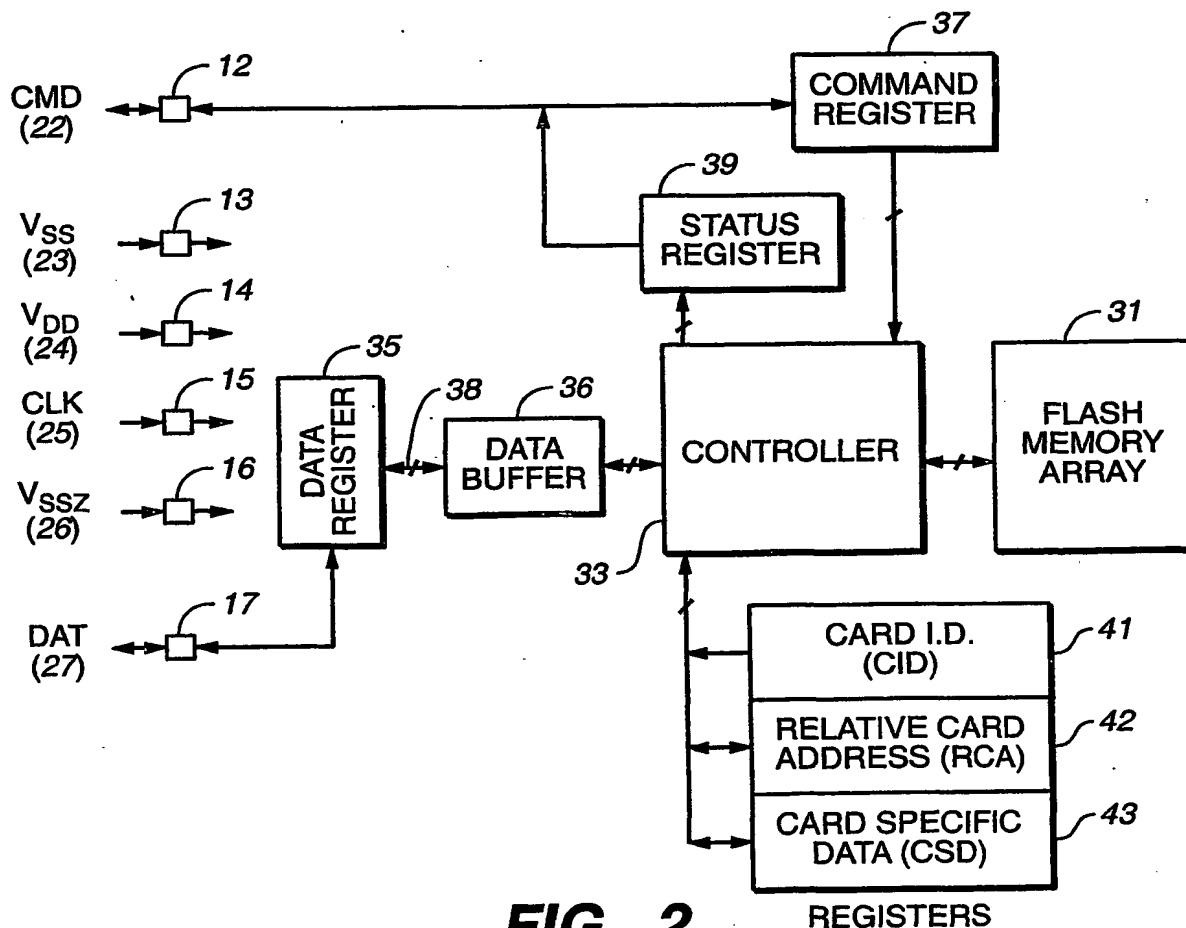 CMD
(22)
12
37
COMMAND
REGISTER
39
STATUS
REGISTER
VSS
(23)
13
VDD
(24)
14
CLK
(25)
15
VSSZ
(26)
16
35
DATA
REGISTER
38
36
DATA
BUFFER
CONTROLLER
33
31
FLASH
MEMORY
ARRAY
DAT
(27)
17
CARD I.D.
(CID)
41
RELATIVE CARD
ADDRESS (RCA)
42
CARD SPECIFIC
DATA (CSD)
43
REGISTERS
FIG. 2